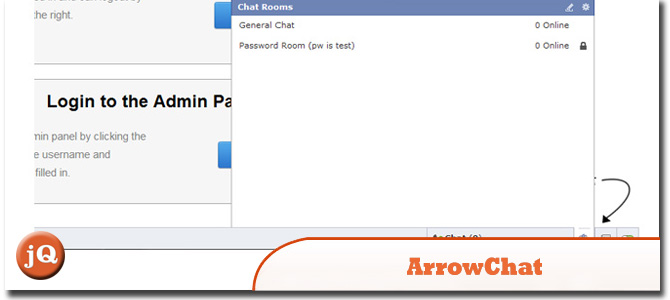 the right.
Login to the Admin Pa
admin panel by clicking the
username and
filled in.
Chat Rooms
General Chat 0 Online
Password Room (pw is test) 0 Online
jQ
ArrowChat